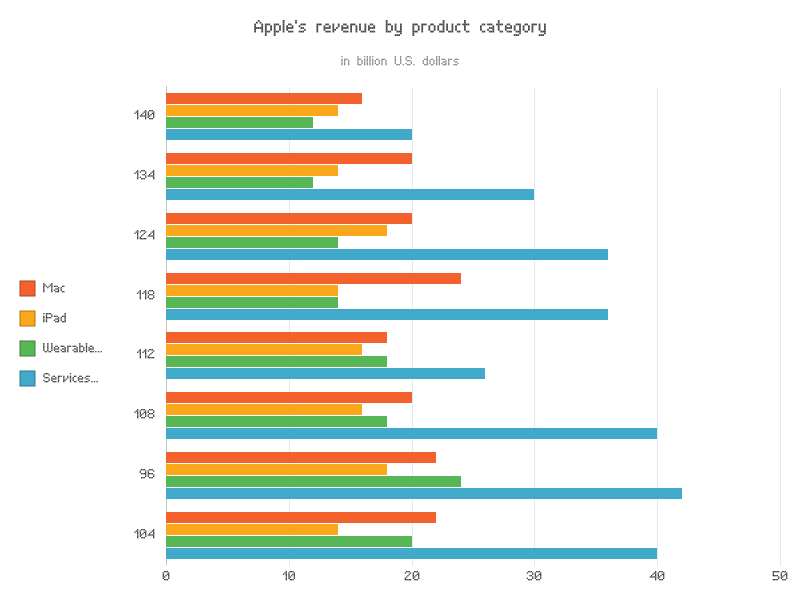 Apple's revenue by product category
in billion U.S. dollars
140
134
124
118
112
108
96
104
Mac
iPad
Wearable...
Services...
0 10 20 30 40 50